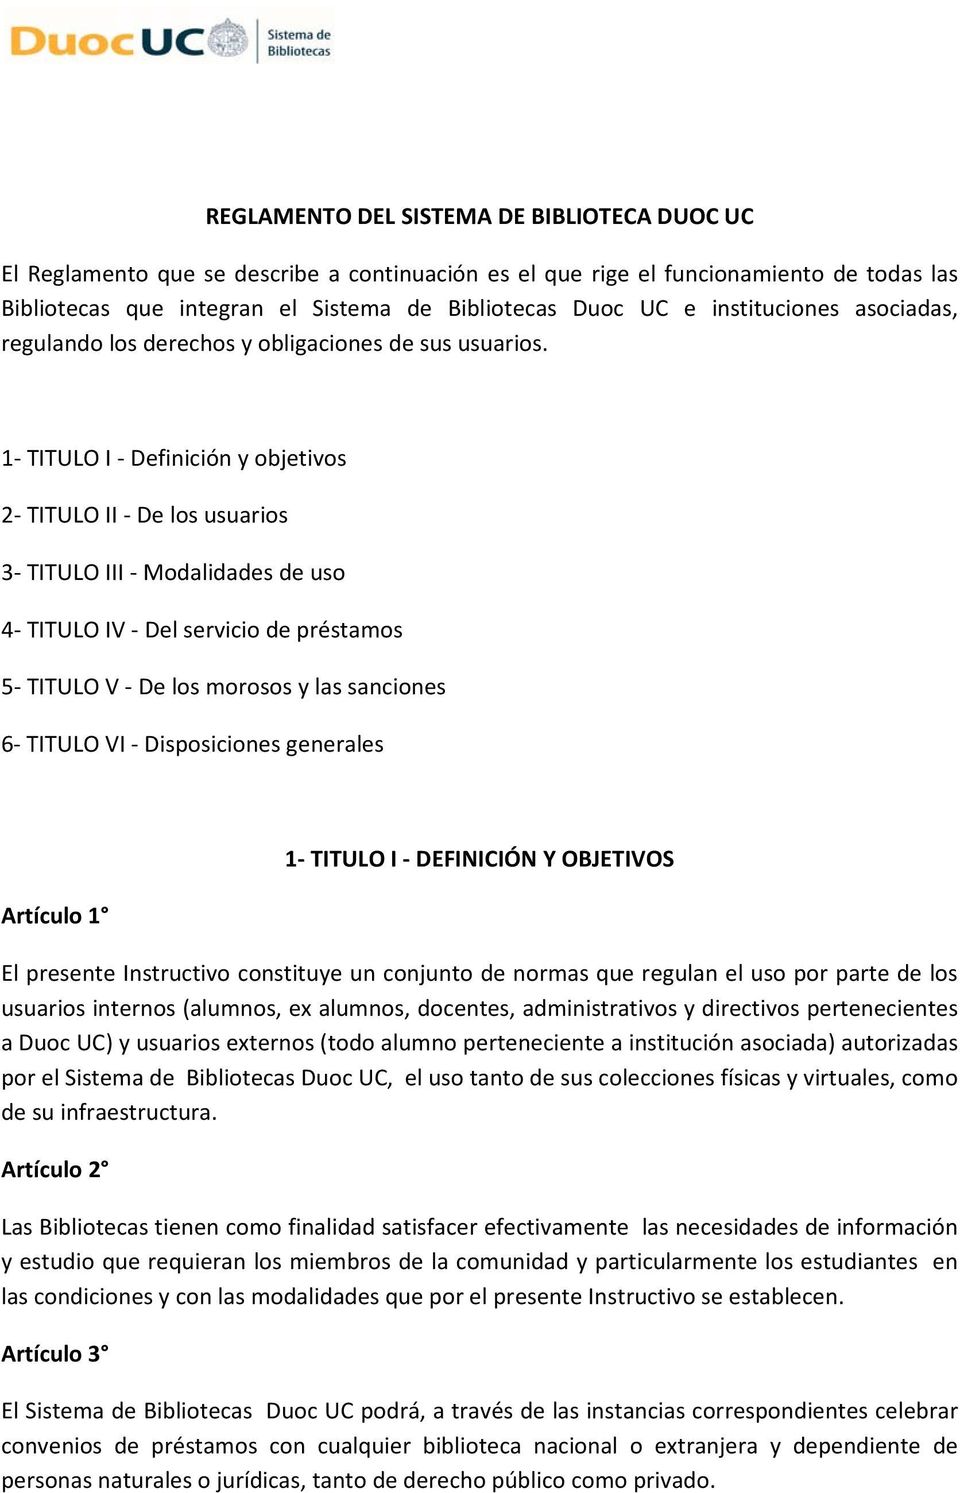 Duoc UC Sistema de
Bibliotecas
REGLAMENTO DEL SISTEMA DE BIBLIOTECA DUOC UC
El Reglamento que se describe a continuación es el que rige el funcionamiento de todas las
Bibliotecas que integran el Sistema de Bibliotecas Duoc UC e instituciones asociadas,
regulando los derechos y obligaciones de sus usuarios.
1- TITULO I - Definición y objetivos
2- TITULO II - De los usuarios
3- TITULO III - Modalidades de uso
4- TITULO IV - Del servicio de préstamos
5- TITULO V - De los morosos y las sanciones
6- TITULO VI - Disposiciones generales
1- TITULO I - DEFINICIÓN Y OBJETIVOS
Artículo 1°
El presente Instructivo constituye un conjunto de normas que regulan el uso por parte de los
usuarios internos (alumnos, ex alumnos, docentes, administrativos y directivos pertenecientes
a Duoc UC) y usuarios externos (todo alumno perteneciente a institución asociada) autorizadas
por el Sistema de Bibliotecas Duoc UC, el uso tanto de sus colecciones físicas y virtuales, como
de su infraestructura.
Artículo 2°
Las Bibliotecas tienen como finalidad satisfacer efectivamente las necesidades de información
y estudio que requieran los miembros de la comunidad y particularmente los estudiantes en
las condiciones y con las modalidades que por el presente Instructivo se establecen.
Artículo 3°
El Sistema de Bibliotecas Duoc UC podrá, a través de las instancias correspondientes celebrar
convenios de préstamos con cualquier biblioteca nacional o extranjera y dependiente de
personas naturales o jurídicas, tanto de derecho público como privado.